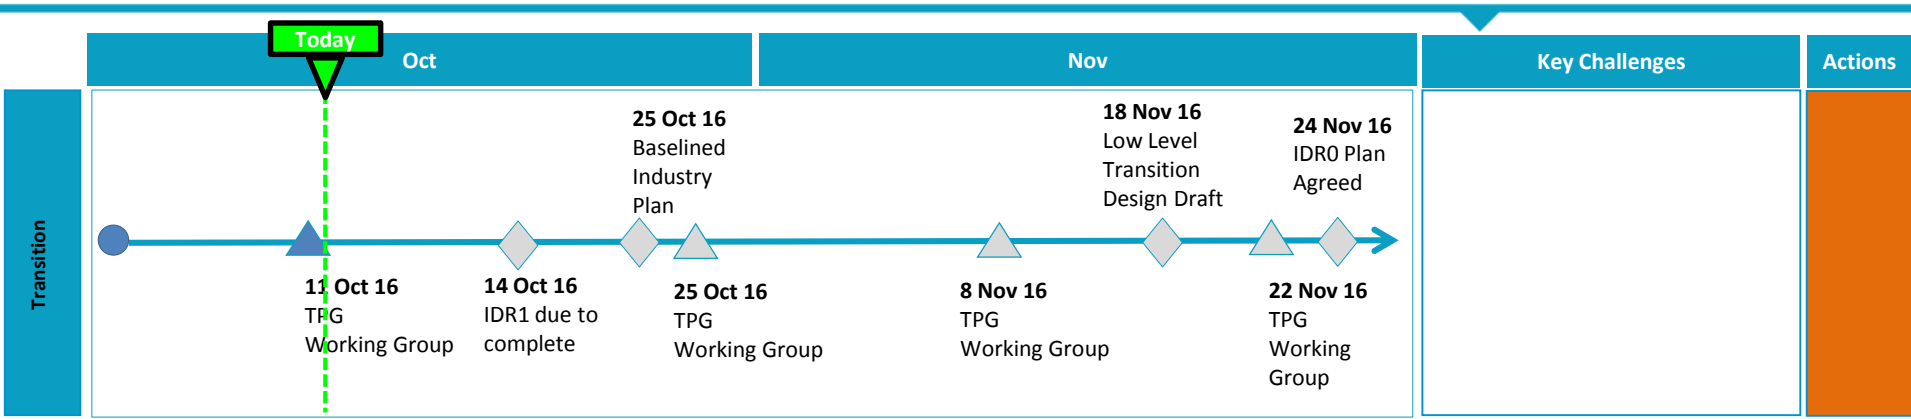 Today
Oct
Nov
Key Challenges
Actions
Transition
25 Oct 16
Baselined
Industry
Plan
18 Nov 16
Low Level
Transition
Design Draft
24 Nov 16
IDR0 Plan
Agreed
11 Oct 16
TPG
Working Group
14 Oct 16
IDR1 due to
complete
25 Oct 16
TPG
Working Group
8 Nov 16
TPG
Working Group
22 Nov 16
TPG
Working
Group